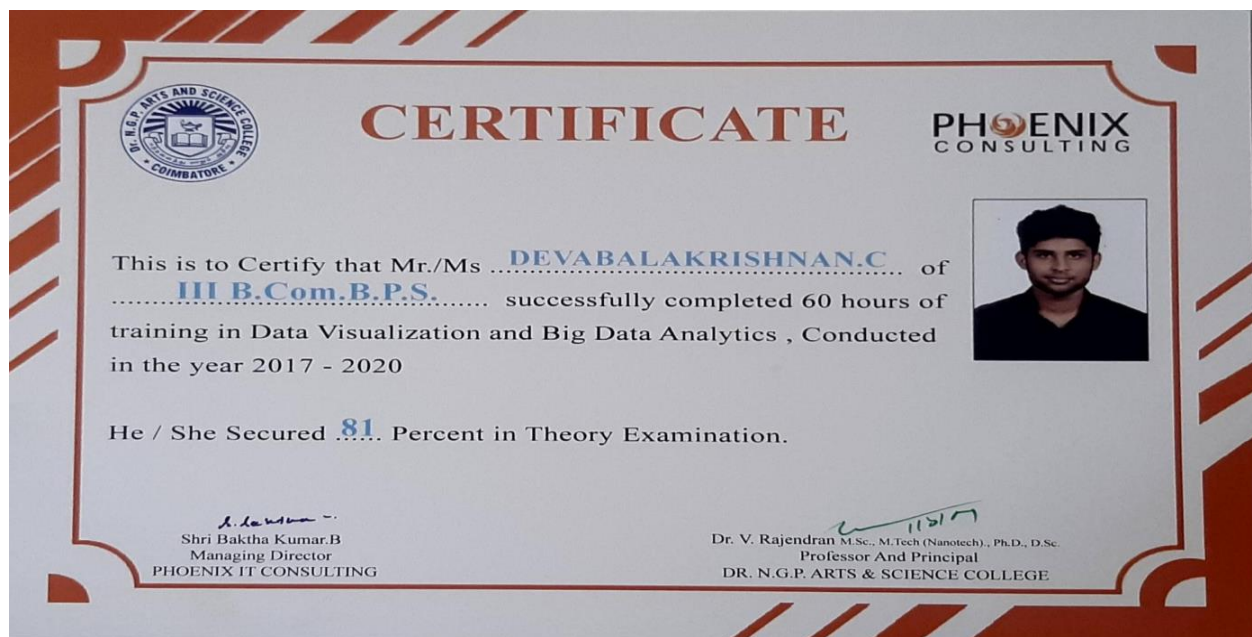 Dr. N.G.P. ARTS AND SCIENCE COLLEGE
COIMBATORE
CERTIFICATE
PHOENIX
CONSULTING
This is to Certify that Mr./Ms ..DEVABALAKRISHNAN.C.. of
............III B.Com.B.P.S....... successfully completed 60 hours of
training in Data Visualization and Big Data Analytics , Conducted
in the year 2017 - 2020
He / She Secured ..81.. Percent in Theory Examination.
Shri Baktha Kumar.B
Managing Director
PHOENIX IT CONSULTING
Dr. V. Rajendran M.Sc., M.Tech (Nanotech)., Ph.D., D.Sc.
Professor And Principal
DR. N.G.P. ARTS & SCIENCE COLLEGE